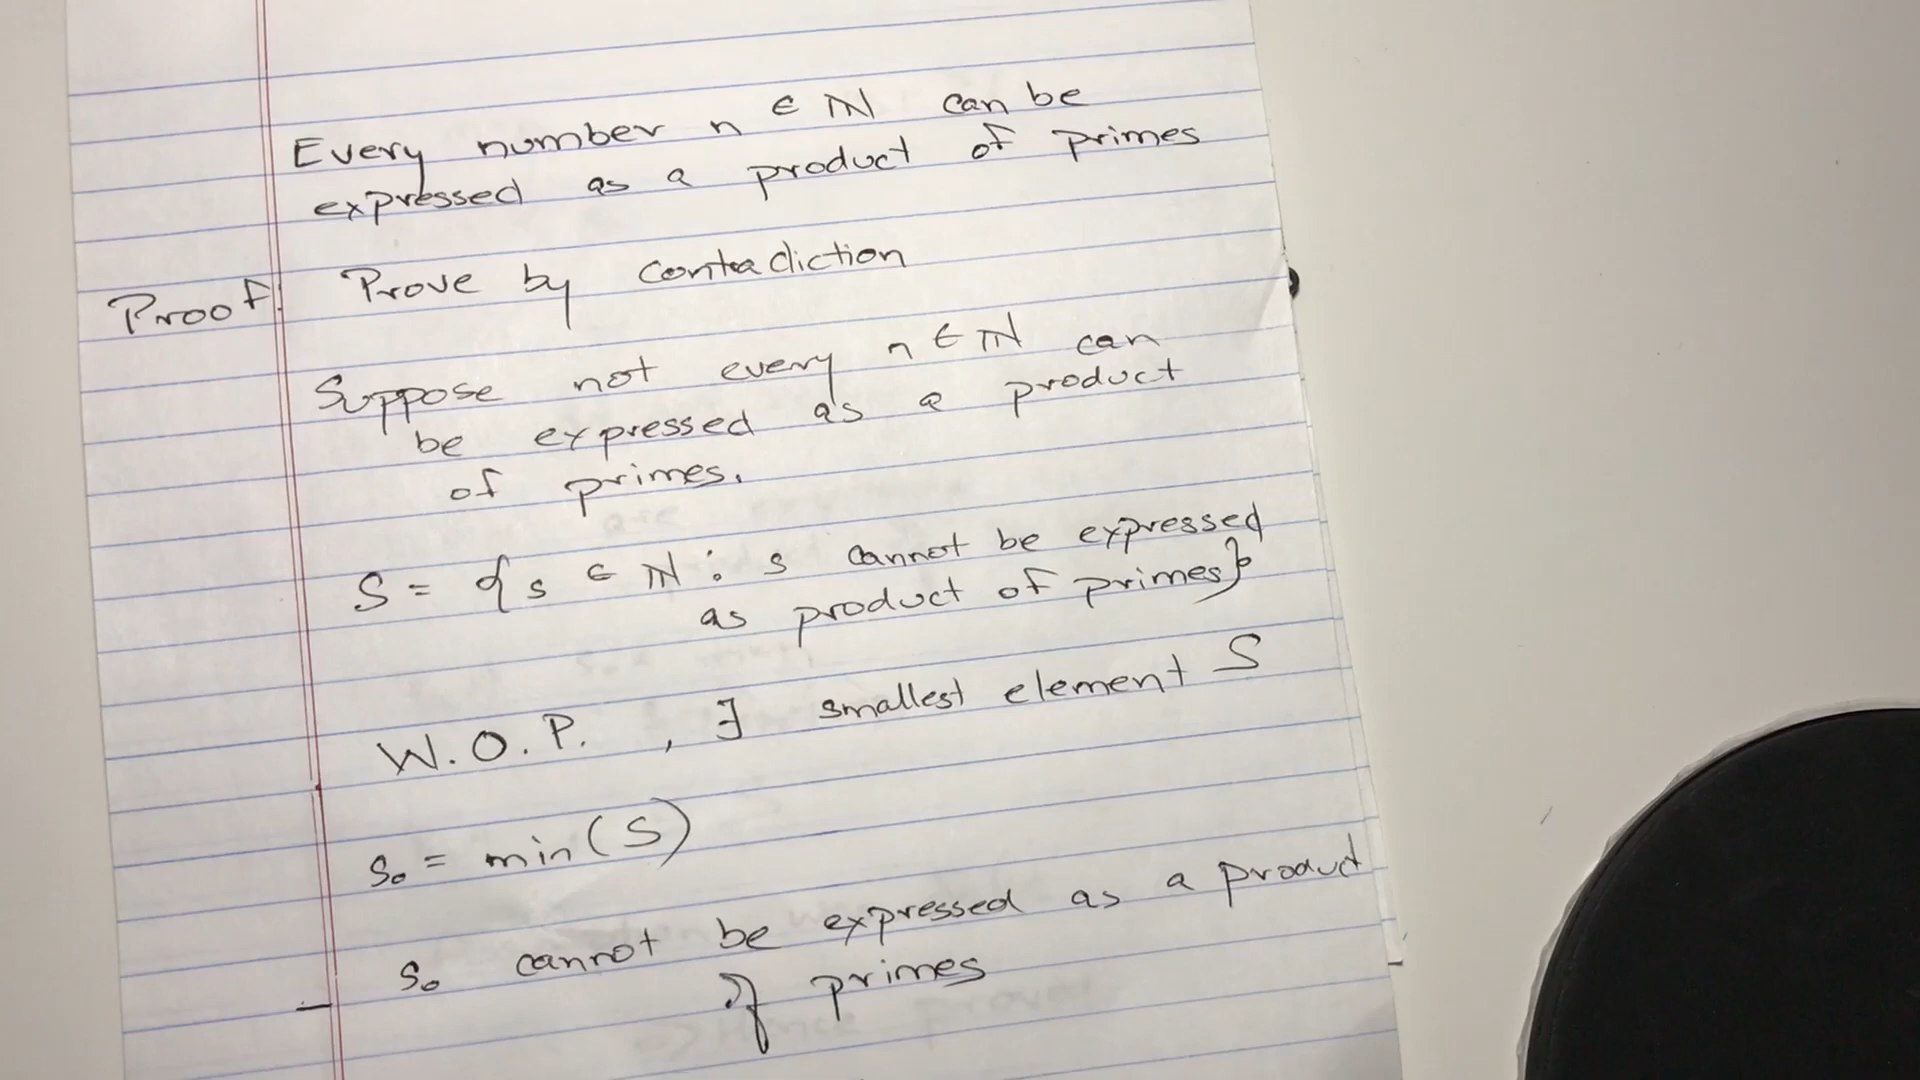 Every number n ∈ ℕ can be
expressed as a product of primes
Proof: Prove by contradiction
Suppose not every n ∈ ℕ can
be expressed as a product
of primes.
S = {s ∈ ℕ : s cannot be expressed
as product of primes}
W.O.P. , ∃ smallest element S
s₀ = min(S)
s₀ cannot be expressed as a product
of primes